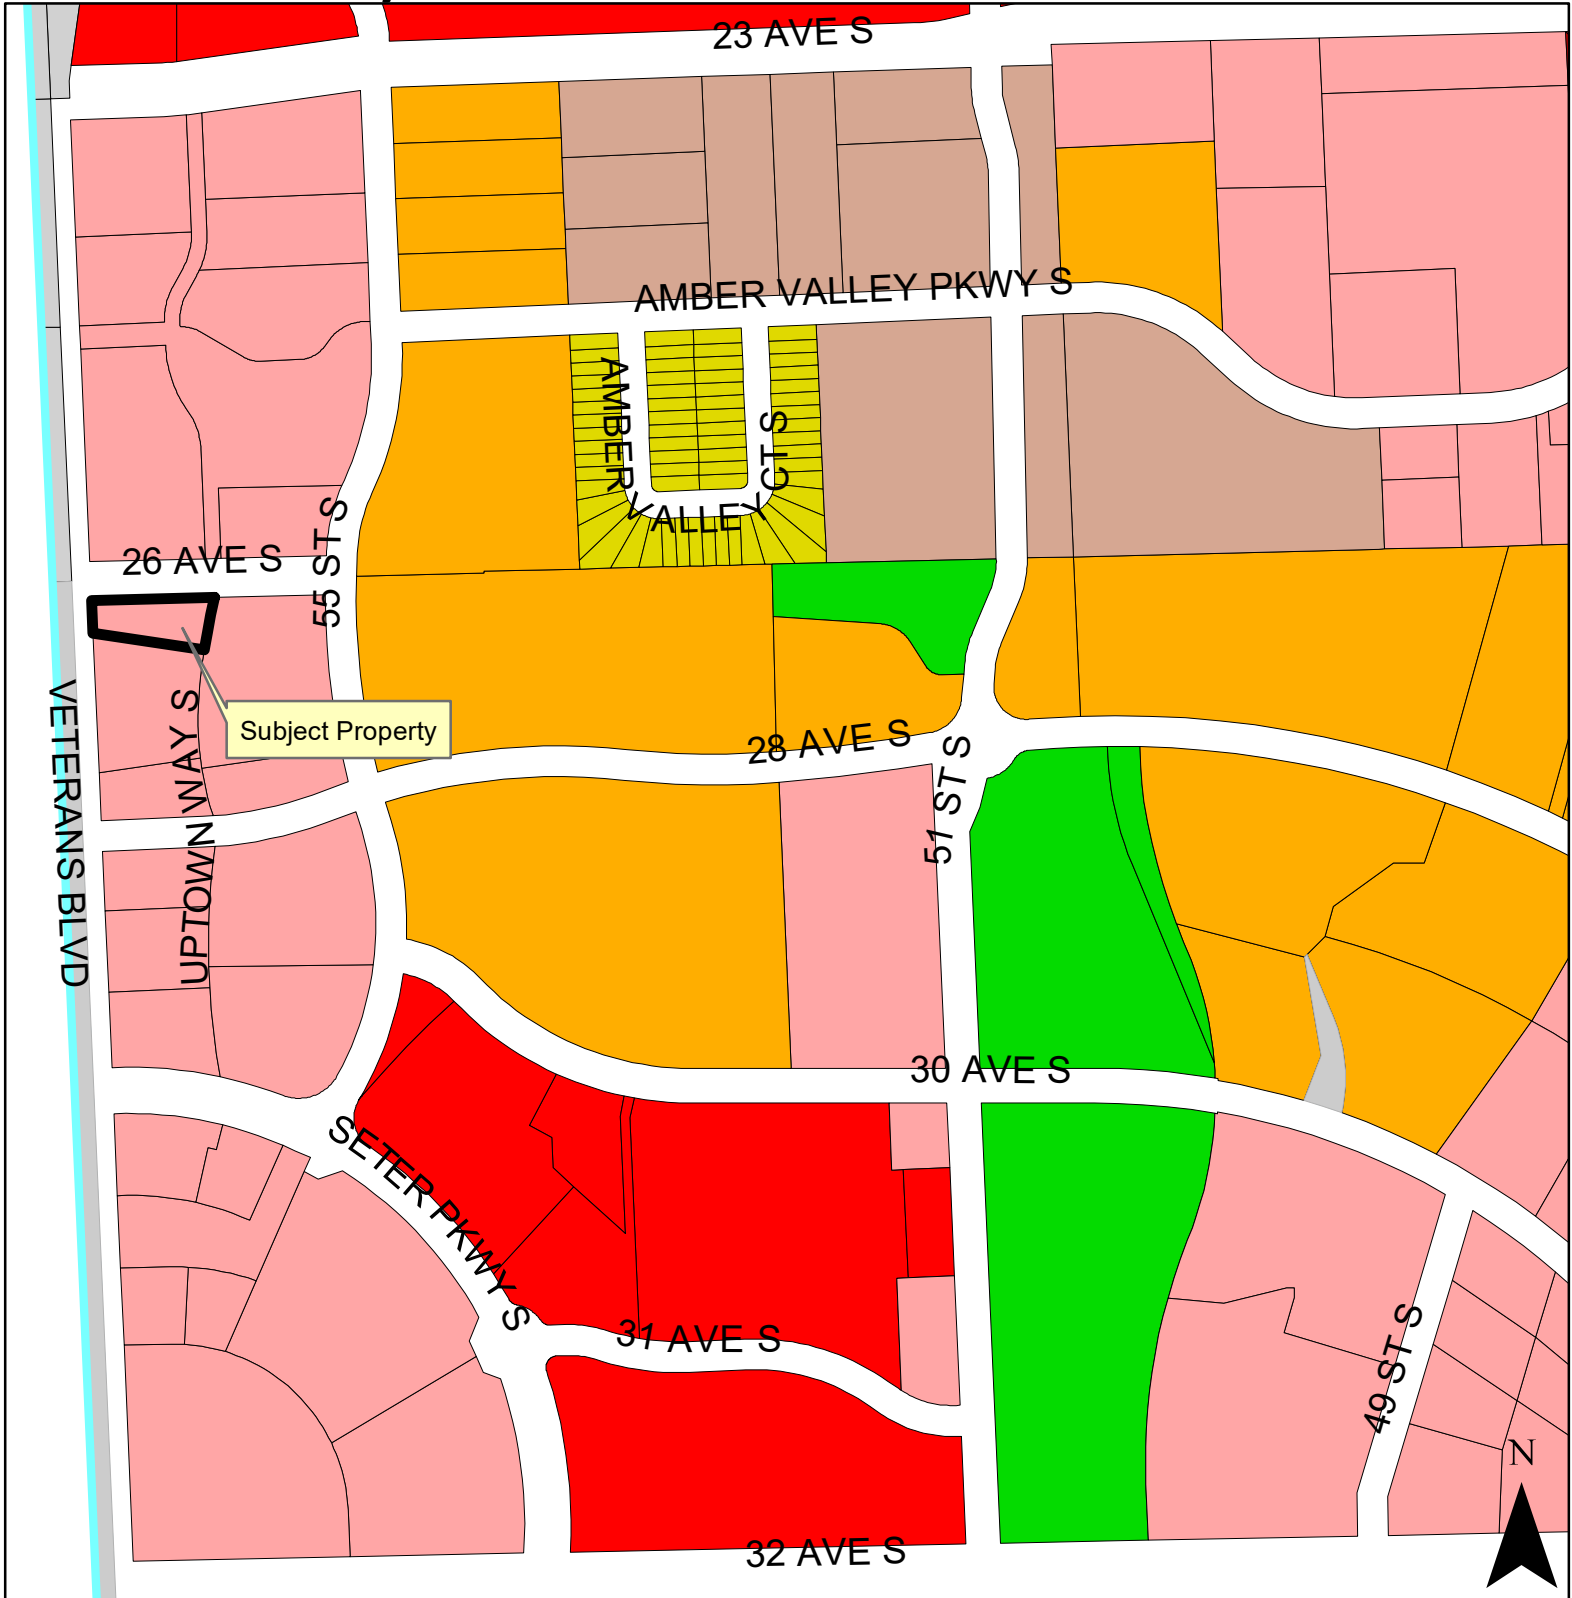 23 AVE S
AMBER VALLEY PKWY S
AMBER
VALLEY
CT S
26 AVE S
55 ST S
Subject Property
VETERANS BLVD
UPTOWN WAY S
28 AVE S
51 ST S
30 AVE S
SETER PKWY S
31 AVE S
49 ST S
N
32 AVE S